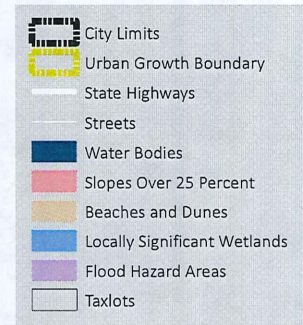 City Limits
Urban Growth Boundary
State Highways
Streets
Water Bodies
Slopes Over 25 Percent
Beaches and Dunes
Locally Significant Wetlands
Flood Hazard Areas
Taxlots